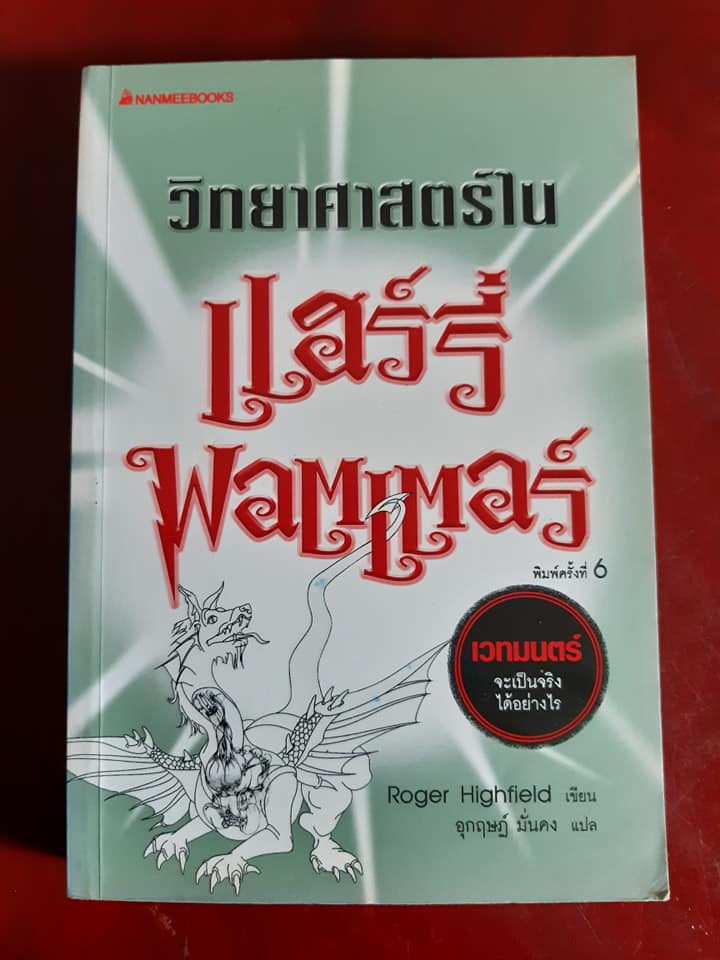 NANMEEBOOKS
วิทยาศาสตร์ใน
แฮร์รี่
พอตเตอร์
พิมพ์ครั้งที่ 6
เวทมนตร์
จะเป็นจริง
ได้อย่างไร
Roger Highfield เขียน
อุกฤษฏ์ มั่นคง แปล